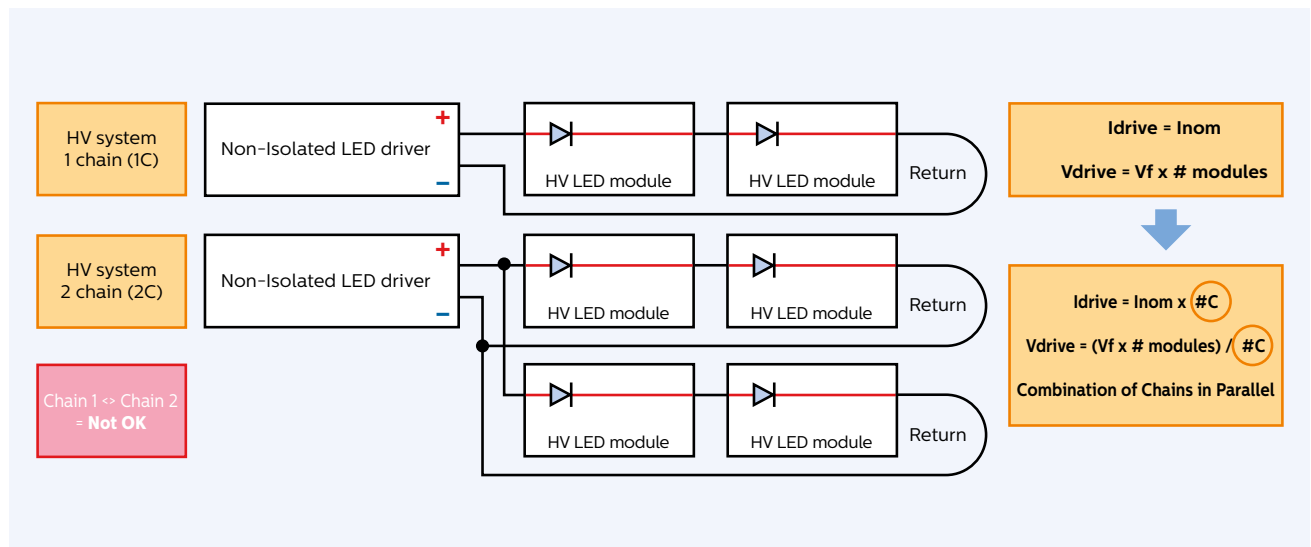 HV system
1 chain (1C)
Non-Isolated LED driver
+
−
HV LED module
HV LED module
Return
Idrive = Inom
Vdrive = Vf x # modules
HV system
2 chain (2C)
Non-Isolated LED driver
+
−
HV LED module
HV LED module
Return
Idrive = Inom x #C
Vdrive = (Vf x # modules) / #C
Combination of Chains in Parallel
Chain 1 <> Chain 2
= Not OK
HV LED module
HV LED module
Return